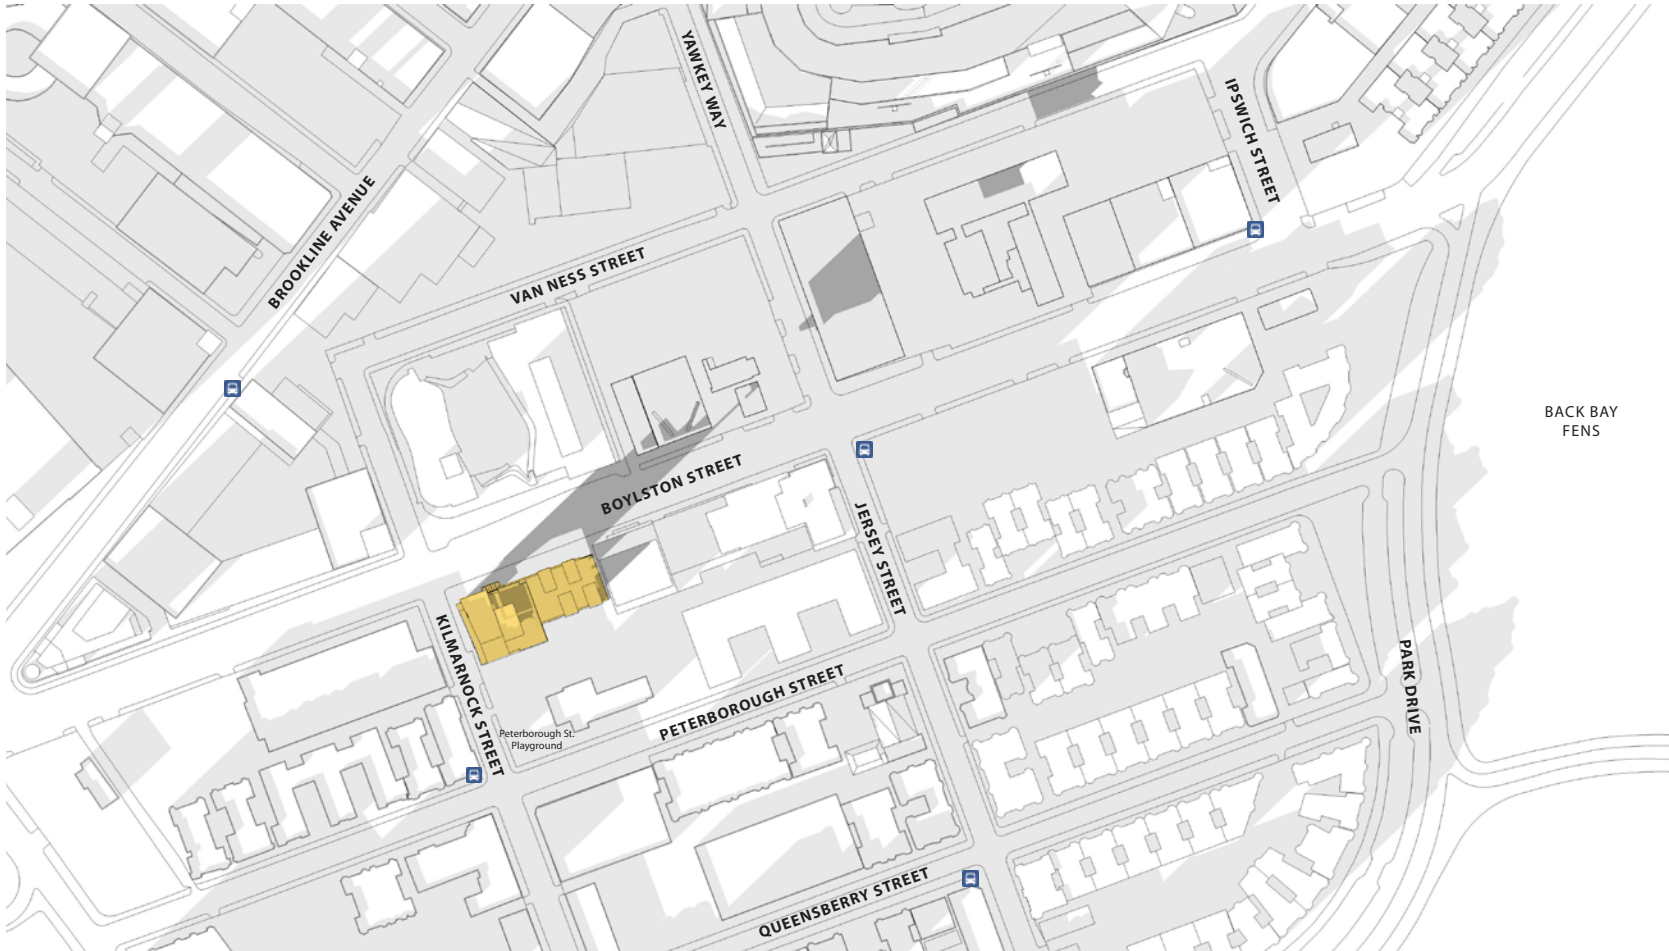 YAWKEY WAY
IPSWICH STREET
BROOKLINE AVENUE
VAN NESS STREET
BACK BAY
FENS
BOYLSTON STREET
JERSEY STREET
KILMARNOCK STREET
PARK DRIVE
PETERBOROUGH STREET
Peterborough St.
Playground
QUEENSBERRY STREET